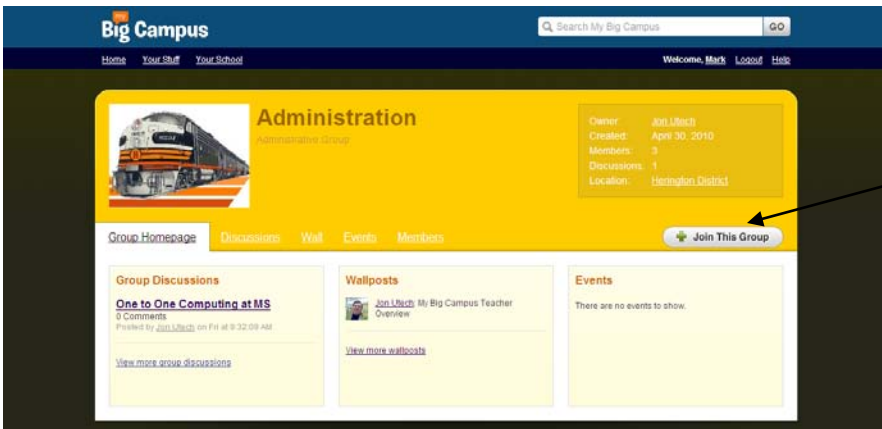 my
Big Campus
Search My Big Campus
GO
Home Your Stuff Your School
Welcome, Mark Logout Help
Administration
Administrative Group
Owner: Jon Utech
Created: April 30, 2010
Members: 3
Discussions: 1
Location: Herington District
Group Homepage Discussions Wall Events Members
Join This Group
Group Discussions
One to One Computing at MS
0 Comments
Posted by Jon Utech on Fri at 9:32:09 AM
View more group discussions
Wallposts
Jon Utech: My Big Campus Teacher
Overview
View more wallposts
Events
There are no events to show.